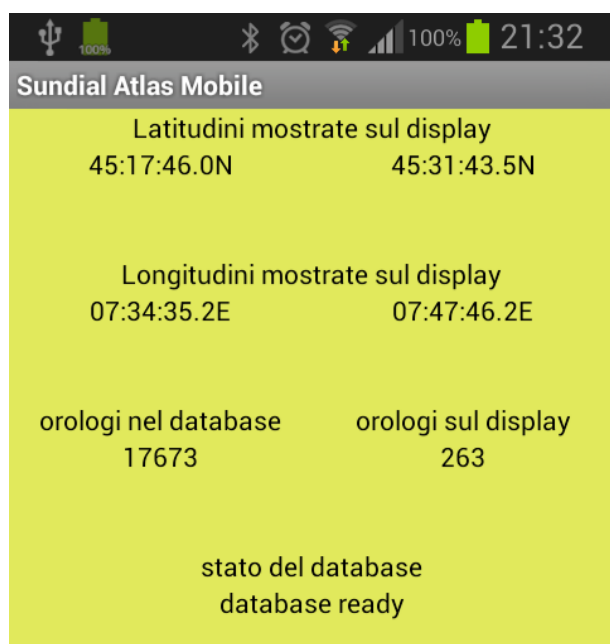 100% 100% 21:32
Sundial Atlas Mobile
Latitudini mostrate sul display
45:17:46.0N 45:31:43.5N
Longitudini mostrate sul display
07:34:35.2E 07:47:46.2E
orologi nel database orologi sul display
17673 263
stato del database
database ready